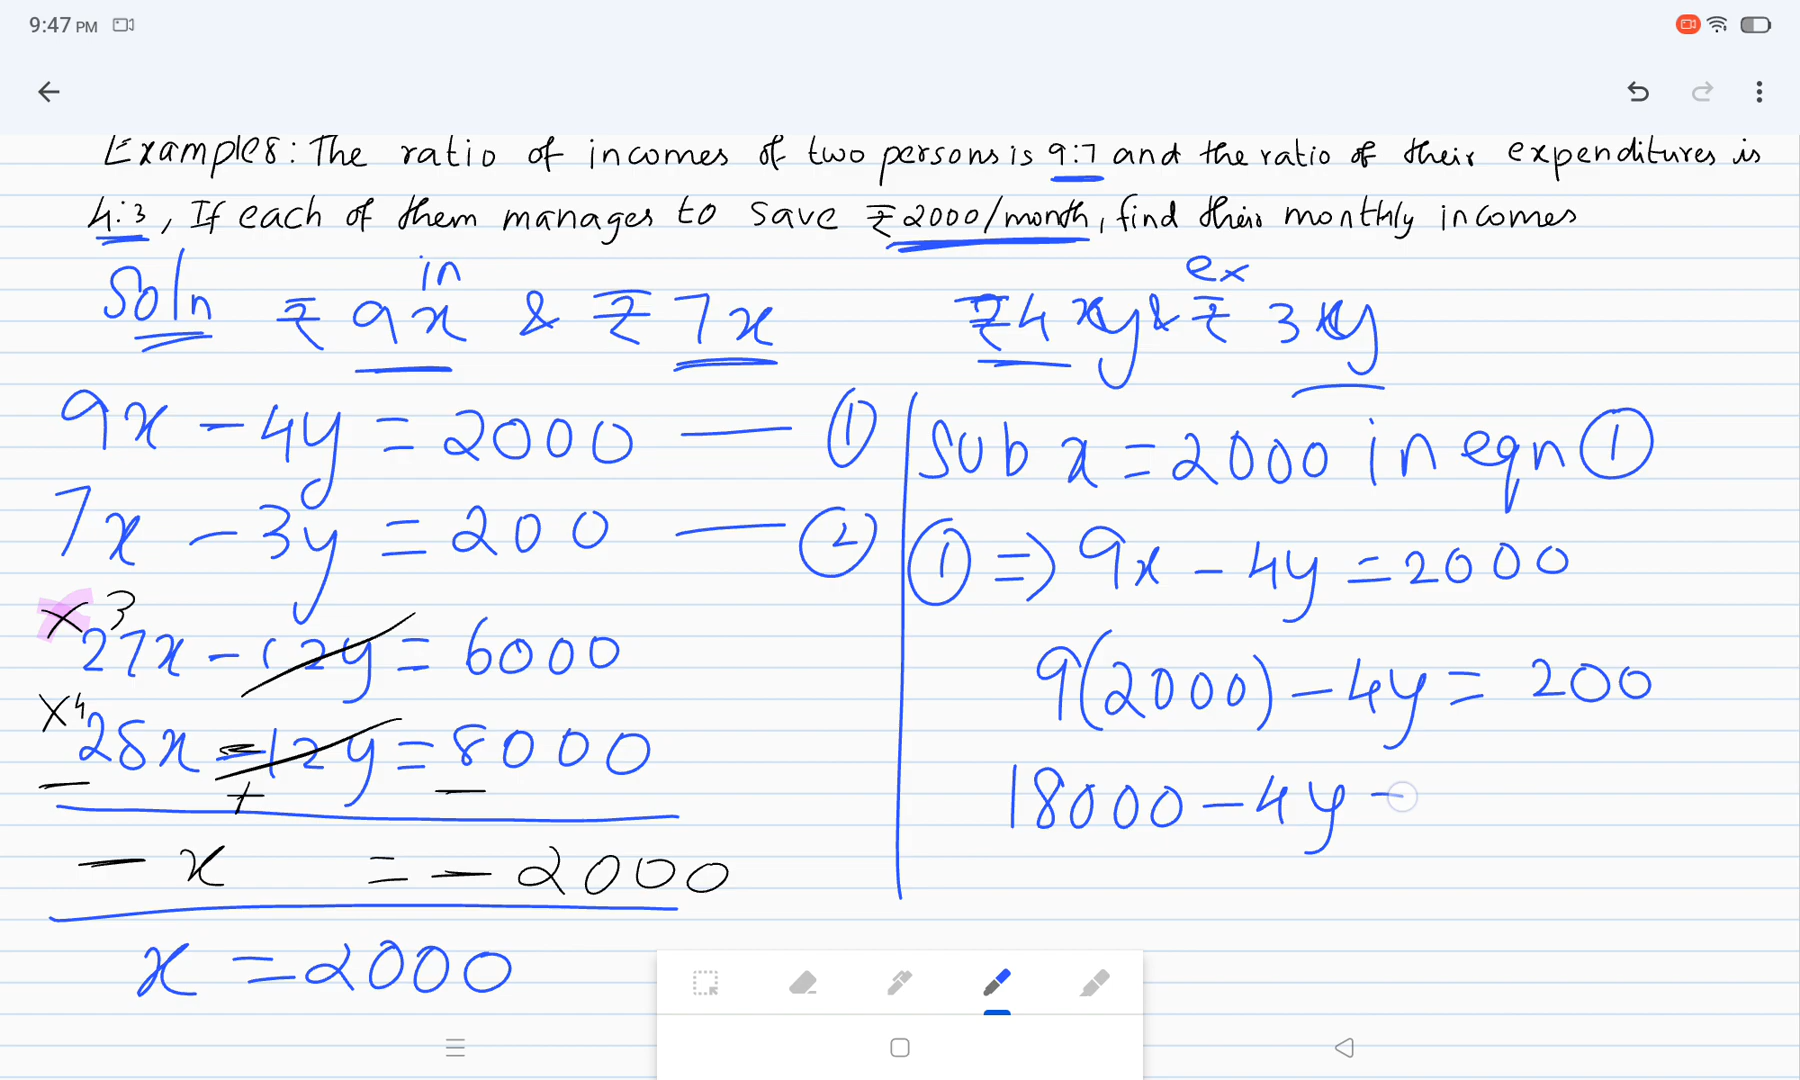 9:47 PM
Example8: The ratio of incomes of two persons is 9:7 and the ratio of their expenditures is
4:3, If each of them manages to save ₹2000/month, find their monthly incomes
in
ex
Soln ₹ 9x & ₹ 7x
₹4 y & ₹ 3 y
9x - 4y = 2000 — ①
7x - 3y = 200 — ②
×3
27x - 12y = 6000
×4
28x - 12y = 8000
- + -
- x = - 2000
x = 2000
Sub x = 2000 in eqn ①
① ⇒ 9x - 4y = 2000
9(2000) - 4y = 200
18000 - 4y -